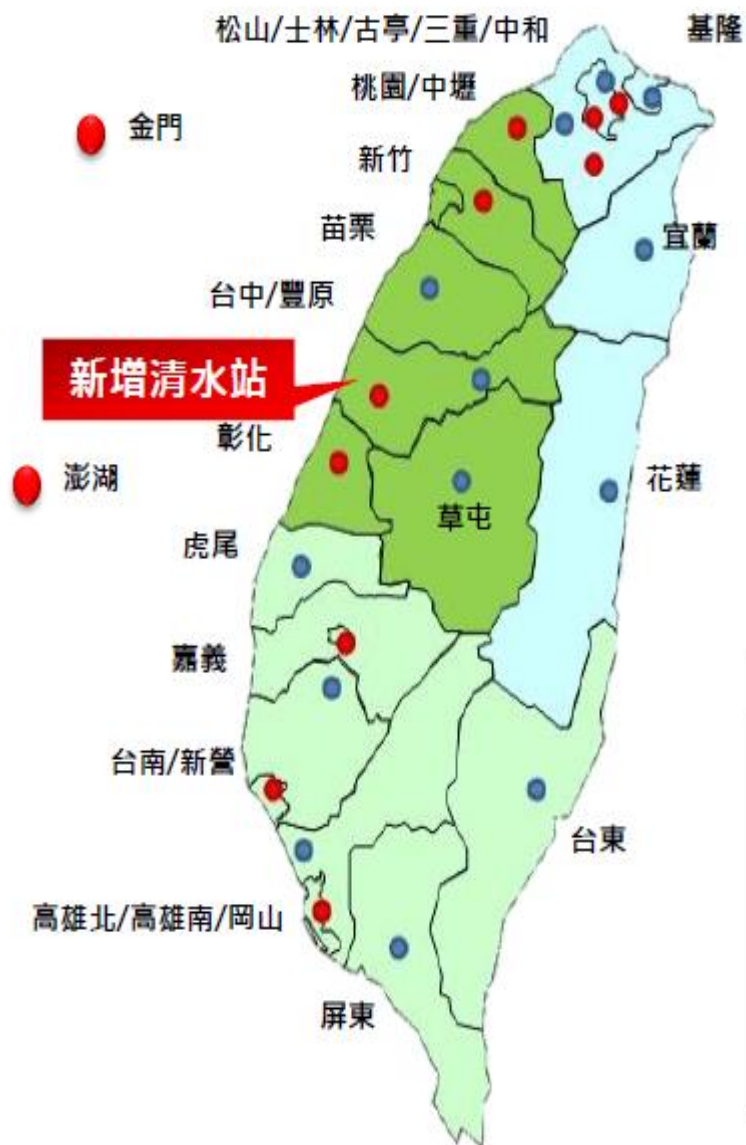 松山/士林/古亭/三重/中和
基隆
桃園/中壢
金門
新竹
苗栗
宜蘭
台中/豐原
新增清水站
彰化
澎湖
花蓮
草屯
虎尾
嘉義
台南/新營
台東
高雄北/高雄南/岡山
屏東